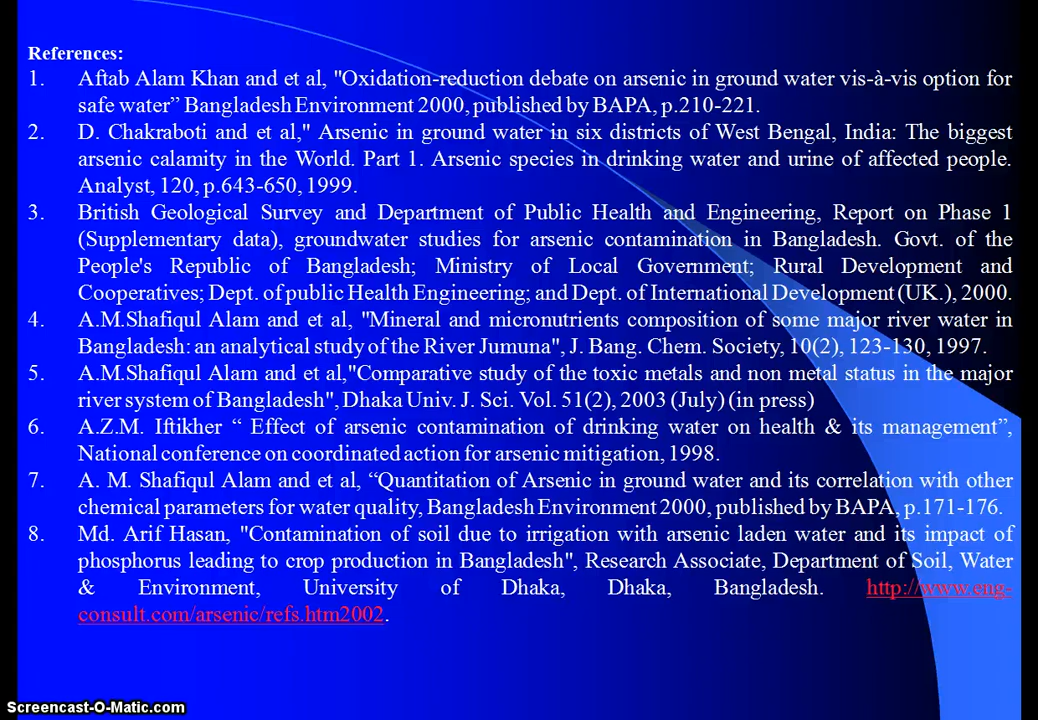 References:
1. Aftab Alam Khan and et al, "Oxidation-reduction debate on arsenic in ground water vis-à-vis option for
safe water” Bangladesh Environment 2000, published by BAPA, p.210-221.
2. D. Chakraboti and et al," Arsenic in ground water in six districts of West Bengal, India: The biggest
arsenic calamity in the World. Part 1. Arsenic species in drinking water and urine of affected people.
Analyst, 120, p.643-650, 1999.
3. British Geological Survey and Department of Public Health and Engineering, Report on Phase 1
(Supplementary data), groundwater studies for arsenic contamination in Bangladesh. Govt. of the
People's Republic of Bangladesh; Ministry of Local Government; Rural Development and
Cooperatives; Dept. of public Health Engineering; and Dept. of International Development (UK.), 2000.
4. A.M.Shafiqul Alam and et al, "Mineral and micronutrients composition of some major river water in
Bangladesh: an analytical study of the River Jumuna", J. Bang. Chem. Society, 10(2), 123-130, 1997.
5. A.M.Shafiqul Alam and et al,"Comparative study of the toxic metals and non metal status in the major
river system of Bangladesh", Dhaka Univ. J. Sci. Vol. 51(2), 2003 (July) (in press)
6. A.Z.M. Iftikher “ Effect of arsenic contamination of drinking water on health & its management”,
National conference on coordinated action for arsenic mitigation, 1998.
7. A. M. Shafiqul Alam and et al, “Quantitation of Arsenic in ground water and its correlation with other
chemical parameters for water quality, Bangladesh Environment 2000, published by BAPA, p.171-176.
8. Md. Arif Hasan, "Contamination of soil due to irrigation with arsenic laden water and its impact of
phosphorus leading to crop production in Bangladesh", Research Associate, Department of Soil, Water
& Environment, University of Dhaka, Dhaka, Bangladesh. http://www.eng-
consult.com/arsenic/refs.htm2002.
Screencast-O-Matic.com